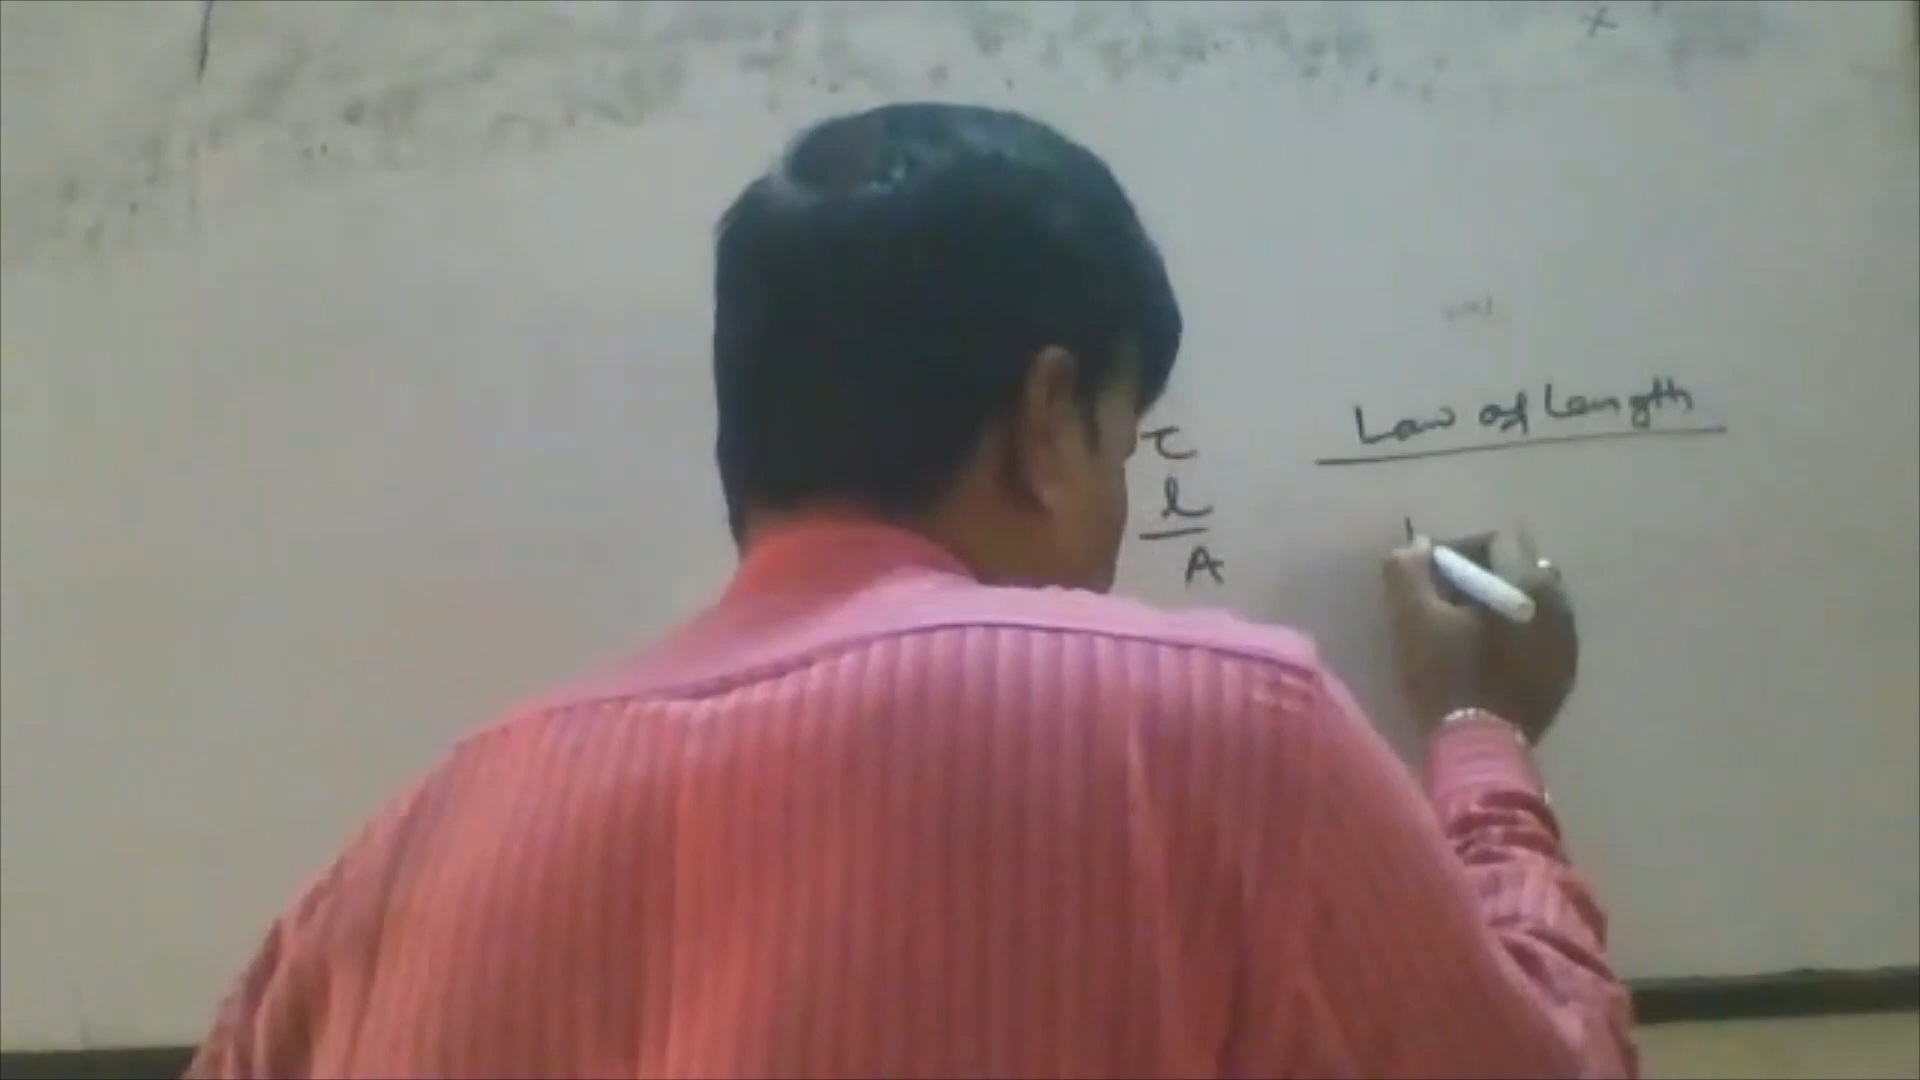 x
Law of Length
τ
l
A